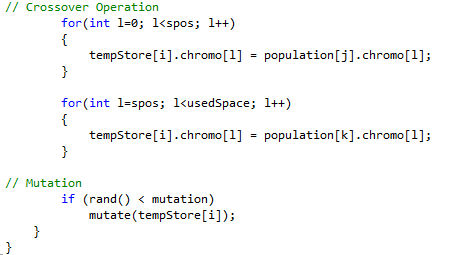 // Crossover Operation
for(int l=0; l<spos; l++)
{
tempStore[i].chromo[l] = population[j].chromo[l];
}
for(int l=spos; l<usedSpace; l++)
{
tempStore[i].chromo[l] = population[k].chromo[l];
}
// Mutation
if (rand() < mutation)
mutate(tempStore[i]);
}
}